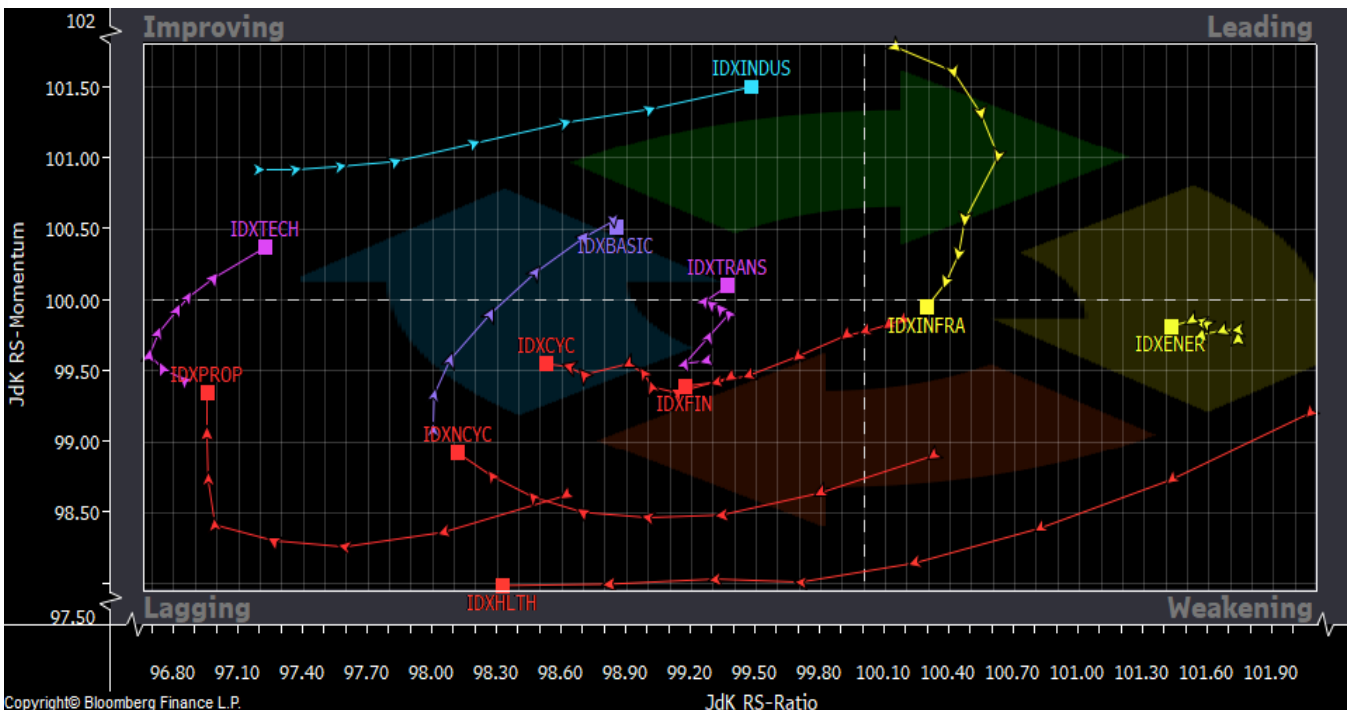 102
Improving
Leading
IDXINDUS
101.50
101.00
100.50
IDXTECH
IDXBASIC
IDXTRANS
100.00
IDXINFRA
IDXENER
IDXCYC
99.50
IDXPROP
IDXFIN
99.00
IDXNCYC
98.50
IDXHLTH
97.50
Lagging
Weakening
JdK RS-Momentum
96.80 97.10 97.40 97.70 98.00 98.30 98.60 98.90 99.20 99.50 99.80 100.10 100.40 100.70 101.00 101.30 101.60 101.90
JdK RS-Ratio
Copyright© Bloomberg Finance L.P.